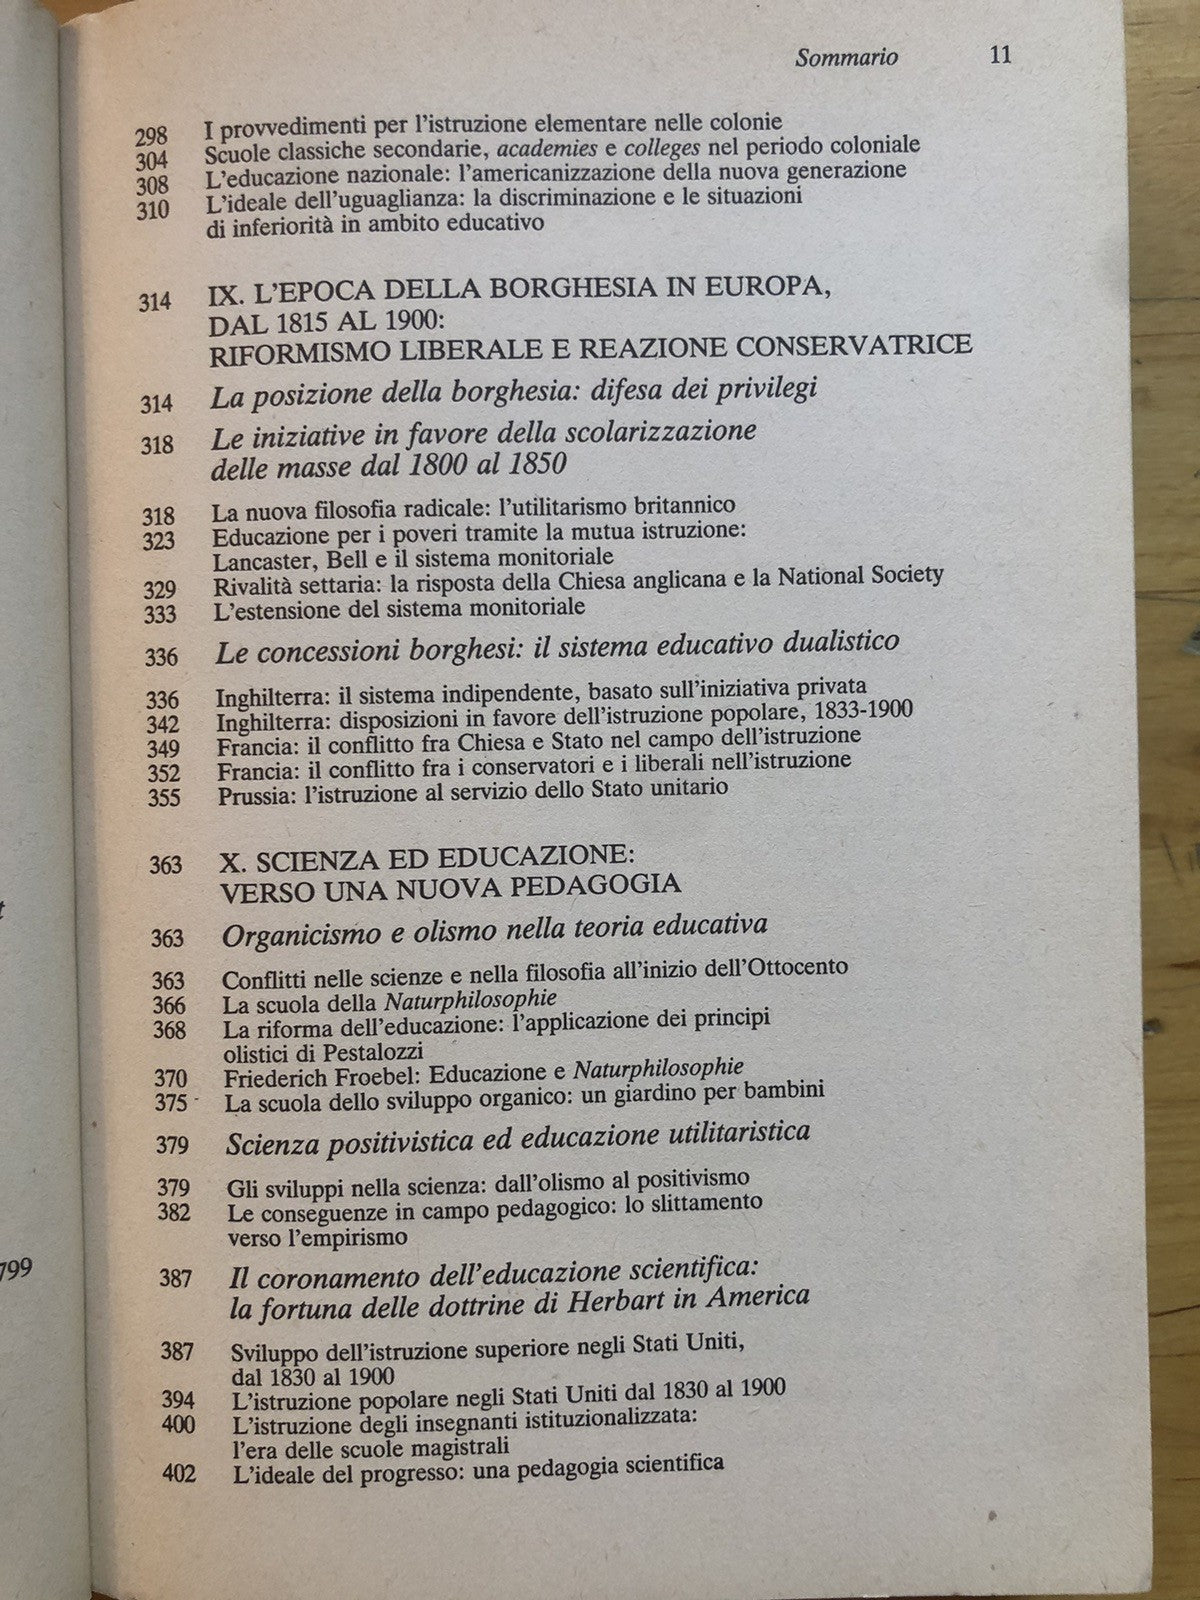 Sommario 11
298 I provvedimenti per l'istruzione elementare nelle colonie
304 Scuole classiche secondarie, academies e colleges nel periodo coloniale
308 L'educazione nazionale: l'americanizzazione della nuova generazione
310 L'ideale dell'uguaglianza: la discriminazione e le situazioni
di inferiorità in ambito educativo
314 IX. L'EPOCA DELLA BORGHESIA IN EUROPA,
DAL 1815 AL 1900:
RIFORMISMO LIBERALE E REAZIONE CONSERVATRICE
314 La posizione della borghesia: difesa dei privilegi
318 Le iniziative in favore della scolarizzazione
delle masse dal 1800 al 1850
318 La nuova filosofia radicale: l'utilitarismo britannico
323 Educazione per i poveri tramite la mutua istruzione:
Lancaster, Bell e il sistema monitoriale
329 Rivalità settaria: la risposta della Chiesa anglicana e la National Society
333 L'estensione del sistema monitoriale
336 Le concessioni borghesi: il sistema educativo dualistico
336 Inghilterra: il sistema indipendente, basato sull'iniziativa privata
342 Inghilterra: disposizioni in favore dell'istruzione popolare, 1833-1900
349 Francia: il conflitto fra Chiesa e Stato nel campo dell'istruzione
352 Francia: il conflitto fra i conservatori e i liberali nell'istruzione
355 Prussia: l'istruzione al servizio dello Stato unitario
363 X. SCIENZA ED EDUCAZIONE:
VERSO UNA NUOVA PEDAGOGIA
363 Organicismo e olismo nella teoria educativa
363 Conflitti nelle scienze e nella filosofia all'inizio dell'Ottocento
366 La scuola della Naturphilosophie
368 La riforma dell'educazione: l'applicazione dei principi
olistici di Pestalozzi
370 Friederich Froebel: Educazione e Naturphilosophie
375 La scuola dello sviluppo organico: un giardino per bambini
379 Scienza positivistica ed educazione utilitaristica
379 Gli sviluppi nella scienza: dall'olismo al positivismo
382 Le conseguenze in campo pedagogico: lo slittamento
verso l'empirismo
387 Il coronamento dell'educazione scientifica:
la fortuna delle dottrine di Herbart in America
387 Sviluppo dell'istruzione superiore negli Stati Uniti,
dal 1830 al 1900
394 L'istruzione popolare negli Stati Uniti dal 1830 al 1900
400 L'istruzione degli insegnanti istituzionalizzata:
l'era delle scuole magistrali
402 L'ideale del progresso: una pedagogia scientifica